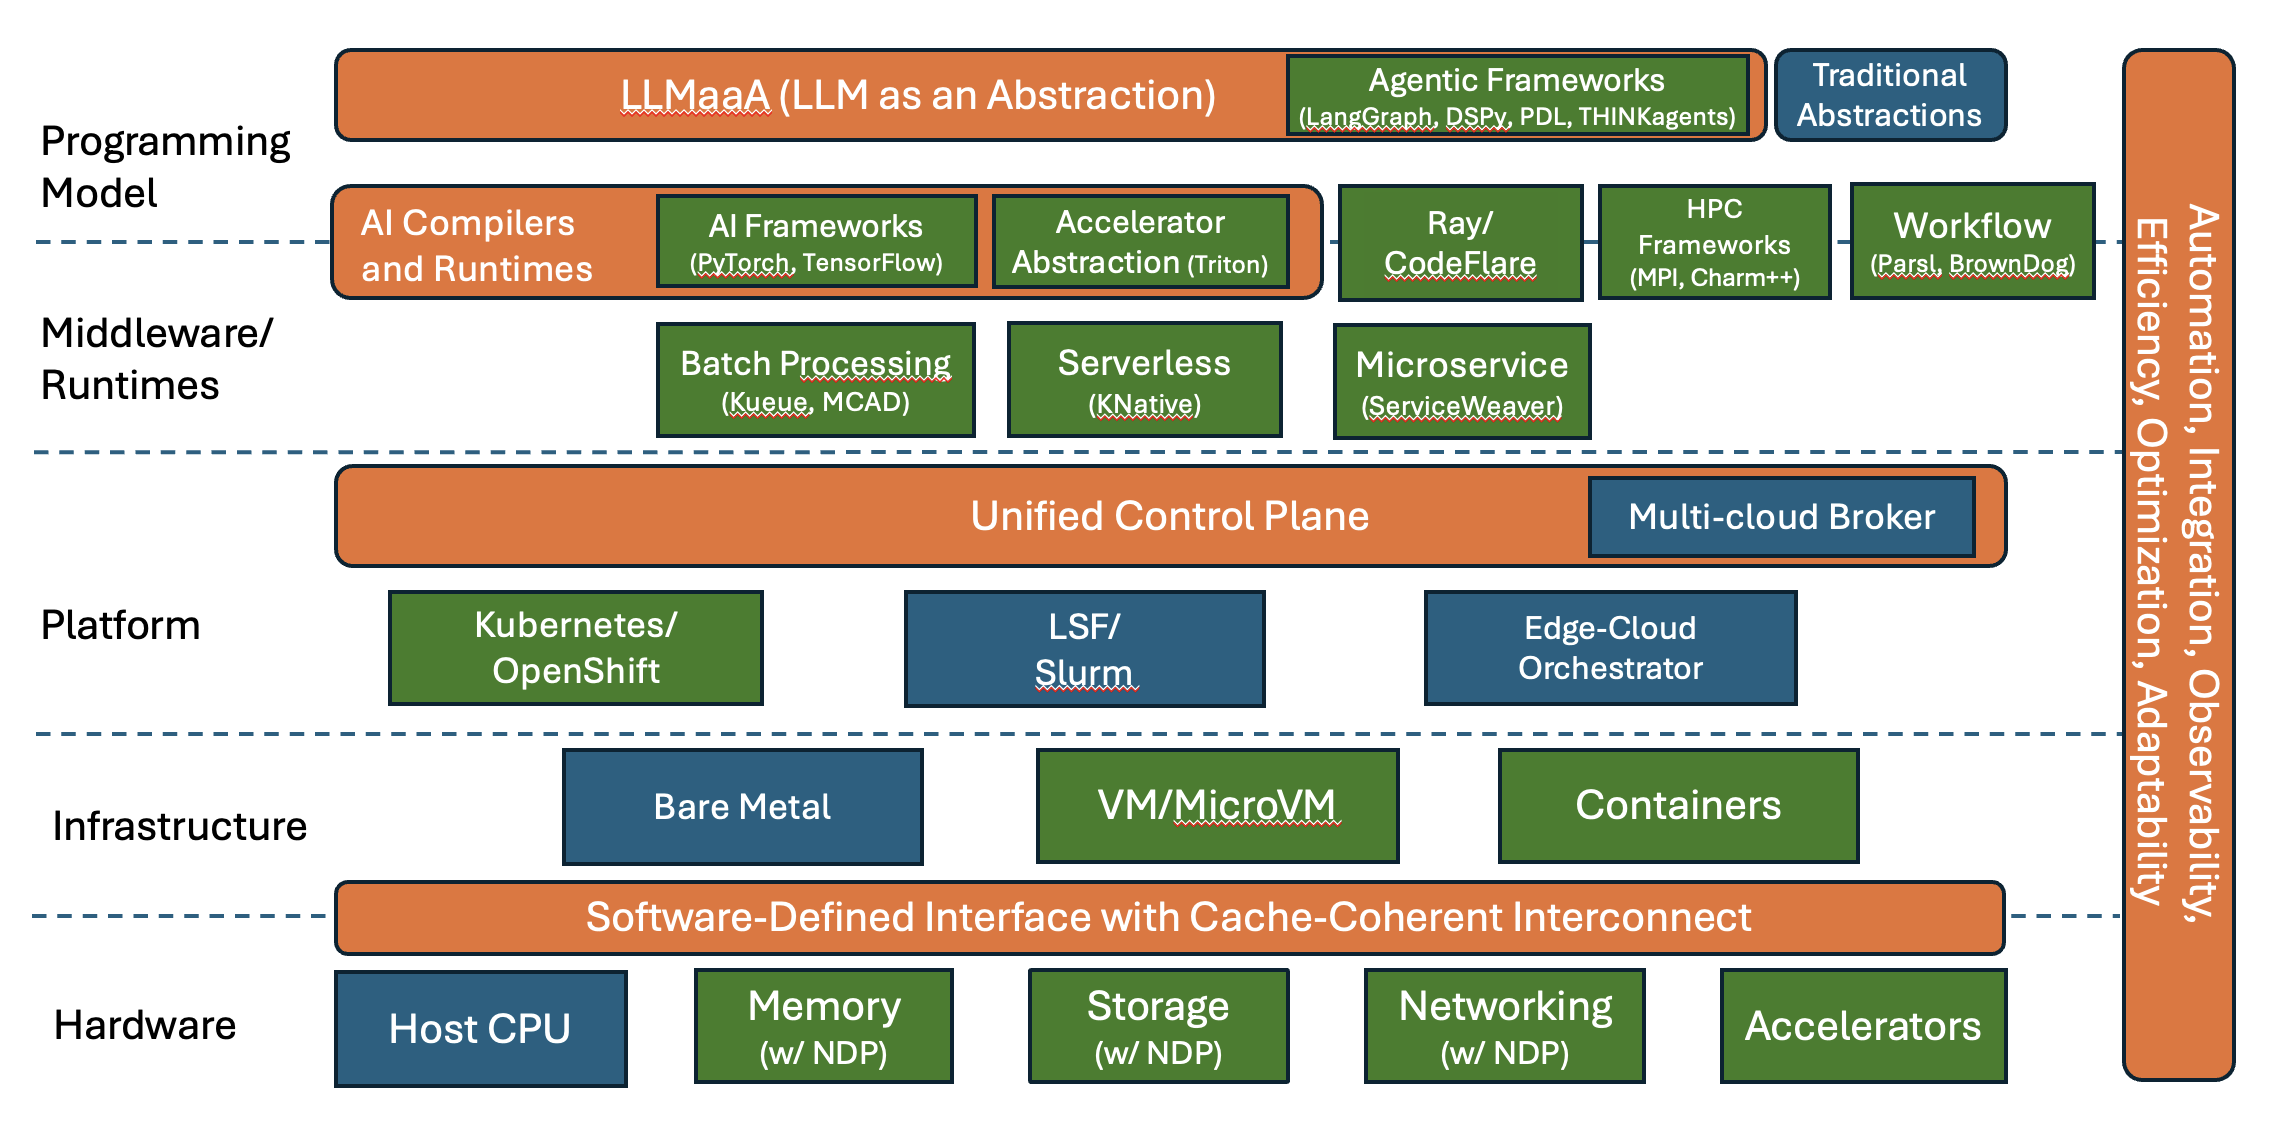 LLMaaA (LLM as an Abstraction)
Agentic Frameworks
(LangGraph, DSPy, PDL, THINKagents)
Traditional
Abstractions
Programming
Model
AI Compilers
and Runtimes
AI Frameworks
(PyTorch, TensorFlow)
Accelerator
Abstraction (Triton)
Ray/
CodeFlare
HPC
Frameworks
(MPI, Charm++)
Workflow
(Parsl, BrownDog)
Middleware/
Runtimes
Batch Processing
(Kueue, MCAD)
Serverless
(KNative)
Microservice
(ServiceWeaver)
Unified Control Plane
Multi-cloud Broker
Platform
Kubernetes/
OpenShift
LSF/
Slurm
Edge-Cloud
Orchestrator
Infrastructure
Bare Metal
VM/MicroVM
Containers
Software-Defined Interface with Cache-Coherent Interconnect
Hardware
Host CPU
Memory
(w/ NDP)
Storage
(w/ NDP)
Networking
(w/ NDP)
Accelerators
Automation, Integration, Observability,
Efficiency, Optimization, Adaptability